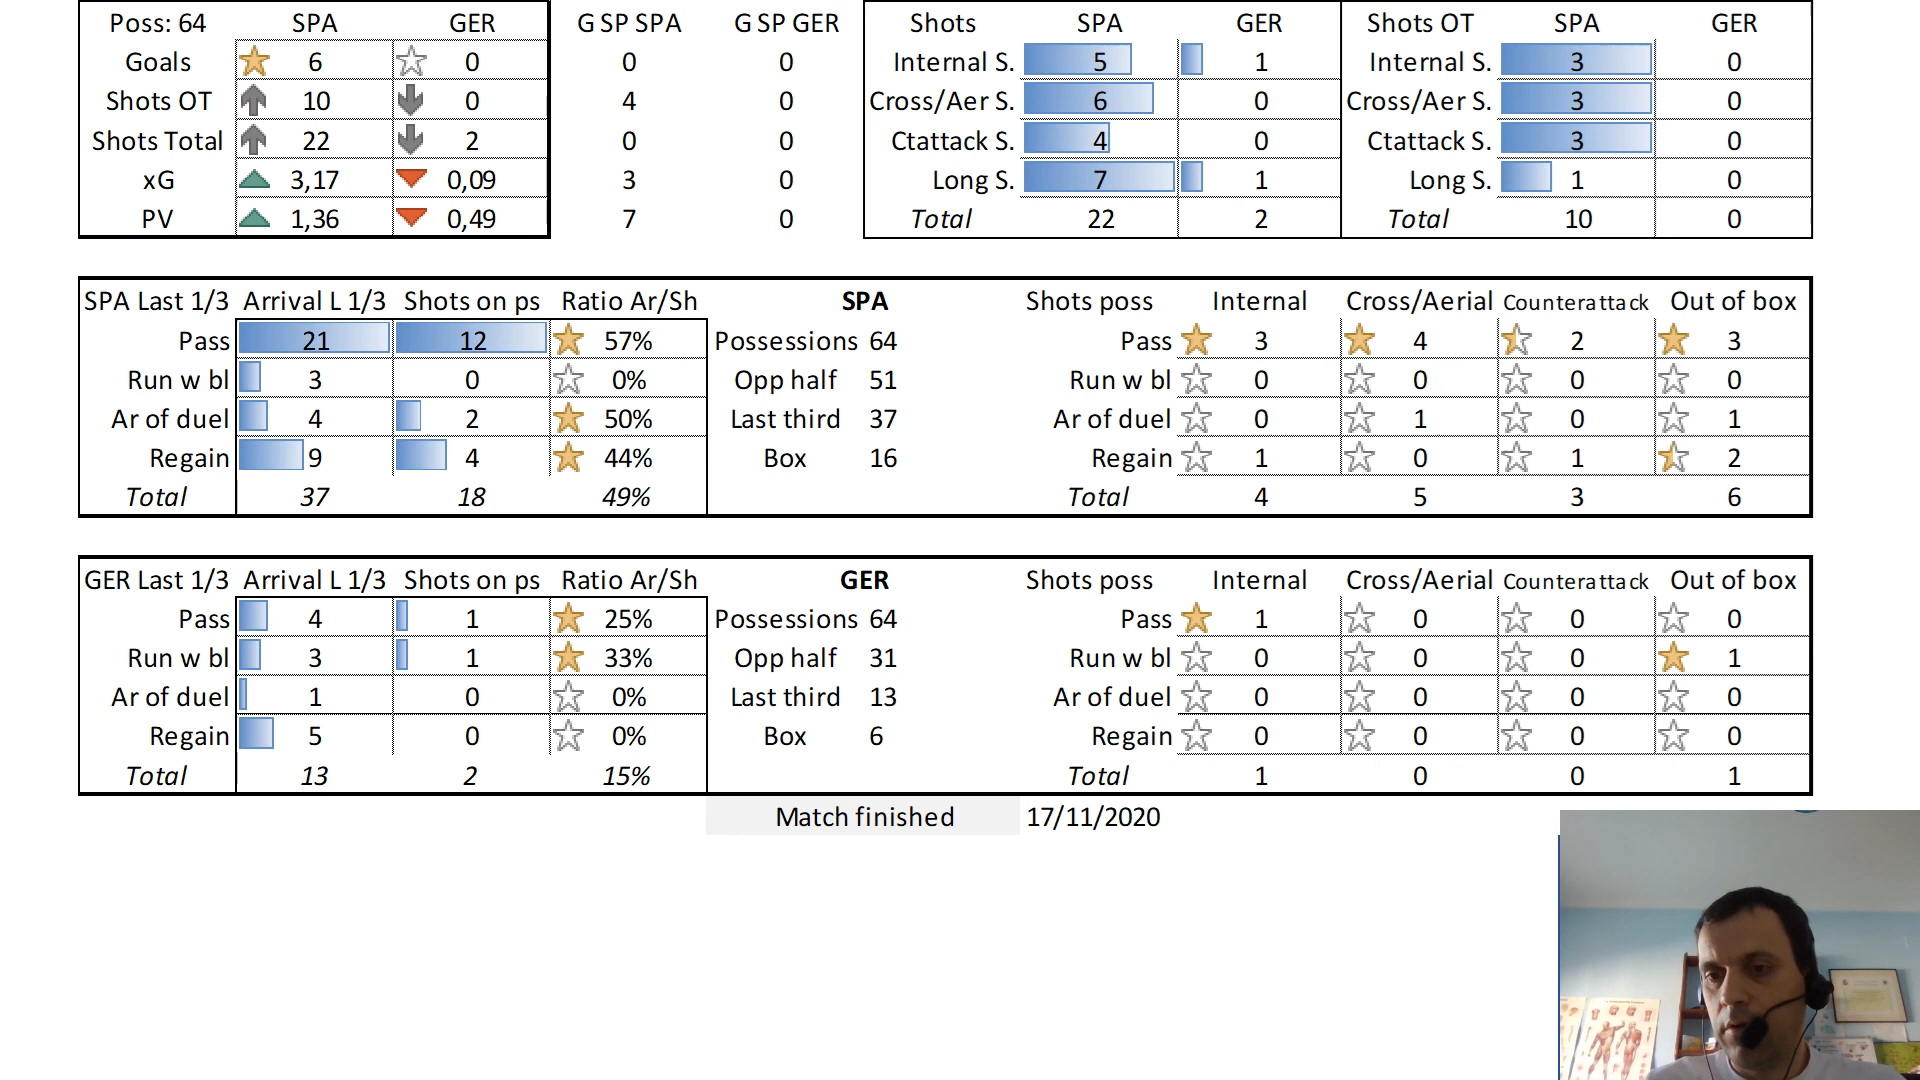 Poss: 64 SPA GER G SP SPA G SP GER Shots SPA GER Shots OT SPA GER
Goals 6 0 0 0 Internal S. 5 1 Internal S. 3 0
Shots OT 10 0 4 0 Cross/Aer S. 6 0 Cross/Aer S. 3 0
Shots Total 22 2 0 0 Ctattack S. 4 0 Ctattack S. 3 0
xG 3,17 0,09 3 0 Long S. 7 1 Long S. 1 0
PV 1,36 0,49 7 0 Total 22 2 Total 10 0
SPA Last 1/3 Arrival L 1/3 Shots on ps Ratio Ar/Sh SPA Shots poss Internal Cross/Aerial Counterattack Out of box
Pass 21 12 57% Possessions 64 Pass 3 4 2 3
Run w bl 3 0 0% Opp half 51 Run w bl 0 0 0 0
Ar of duel 4 2 50% Last third 37 Ar of duel 0 1 0 1
Regain 9 4 44% Box 16 Regain 1 0 1 2
Total 37 18 49% Total 4 5 3 6
GER Last 1/3 Arrival L 1/3 Shots on ps Ratio Ar/Sh GER Shots poss Internal Cross/Aerial Counterattack Out of box
Pass 4 1 25% Possessions 64 Pass 1 0 0 0
Run w bl 3 1 33% Opp half 31 Run w bl 0 0 0 1
Ar of duel 1 0 0% Last third 13 Ar of duel 0 0 0 0
Regain 5 0 0% Box 6 Regain 0 0 0 0
Total 13 2 15% Total 1 0 0 1
Match finished 17/11/2020